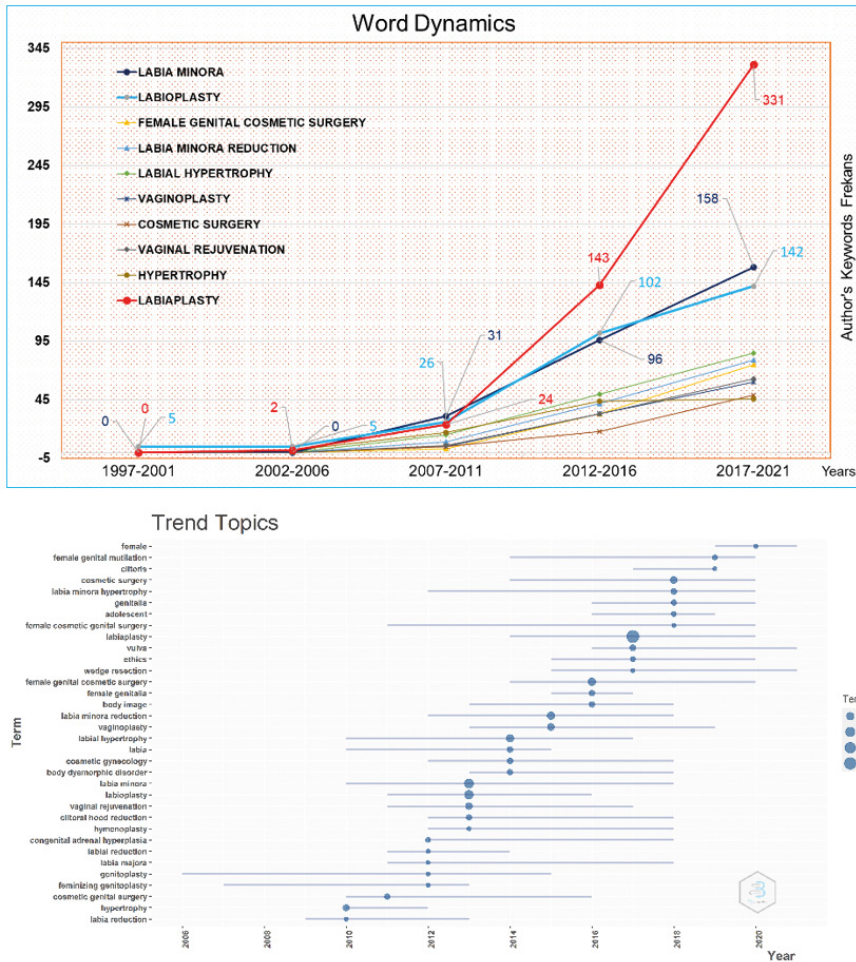 Word Dynamics
345
295
245
195
145
95
45
-5
LABIA MINORA
LABIOPLASTY
FEMALE GENITAL COSMETIC SURGERY
LABIA MINORA REDUCTION
LABIAL HYPERTROPHY
VAGINOPLASTY
COSMETIC SURGERY
VAGINAL REJUVENATION
HYPERTROPHY
LABIAPLASTY
331
158
143
102
142
31
26
96
24
0
0
5
2
0
5
Author's Keywords Frekans
1997-2001
2002-2006
2007-2011
2012-2016
2017-2021
Years
Trend Topics
female
female genital mutilation
clitoris
cosmetic surgery
labia minora hypertrophy
genitalia
adolescent
female cosmetic genital surgery
labiaplasty
vulva
ethics
wedge resection
female genital cosmetic surgery
female genitalia
body image
labia minora reduction
vaginoplasty
labial hypertrophy
labia
cosmetic gynecology
body dysmorphic disorder
labia minora
labioplasty
vaginal rejuvenation
clitoral hood reduction
hymenoplasty
congenital adrenal hyperplasia
labial reduction
labia majora
genitoplasty
feminizing genitoplasty
cosmetic genital surgery
hypertrophy
labia reduction
Term
Ter
2006
2008
2010
2012
2014
2016
2018
2020
Year